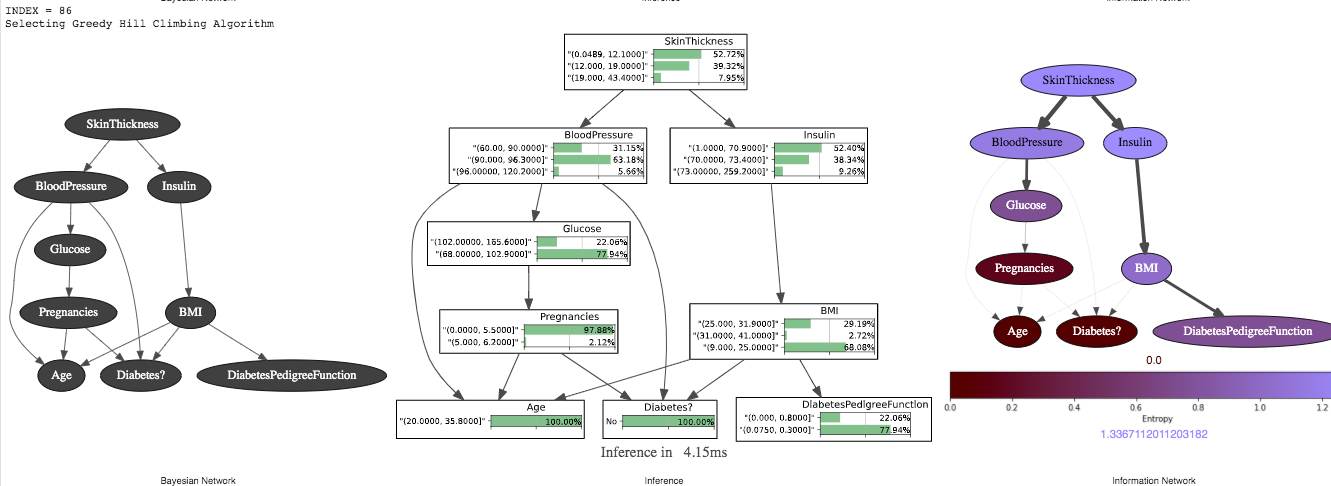 INDEX = 86
Selecting Greedy Hill Climbing Algorithm
SkinThickness
BloodPressure
Insulin
Glucose
Pregnancies
BMI
Age
Diabetes?
DiabetesPedigreeFunction
Bayesian Network
SkinThickness
"(0.0489, 12.1000]" 52.72%
"(12.000, 19.0000]" 39.32%
"(19.000, 43.4000]" 7.95%
BloodPressure
"(60.00, 90.0000]" 31.15%
"(90.000, 96.3000]" 63.18%
"(96.00000, 120.2000]" 5.66%
Insulin
"(1.0000, 70.9000]" 52.40%
"(70.0000, 73.4000]" 38.34%
"(73.00000, 259.2000]" 9.26%
Glucose
"(102.00000, 165.6000]" 22.06%
"(68.00000, 102.9000]" 77.94%
Pregnancies
"(0.0000, 5.5000]" 97.88%
"(5.000, 6.2000]" 2.12%
BMI
"(25.000, 31.9000]" 29.19%
"(31.0000, 41.0000]" 2.72%
"(9.000, 25.0000]" 68.08%
Age
"(20.0000, 35.8000]" 100.00%
Diabetes?
No 100.00%
DiabetesPedigreeFunction
"(0.000, 0.8000]" 22.06%
"(0.0750, 0.3000]" 77.94%
Inference in 4.15ms
Inference
SkinThickness
BloodPressure
Insulin
Glucose
Pregnancies
BMI
Age
Diabetes?
DiabetesPedigreeFunction
0.0
0.0 0.2 0.4 0.6 0.8 1.0 1.2
Entropy
1.3367112011203182
Information Network